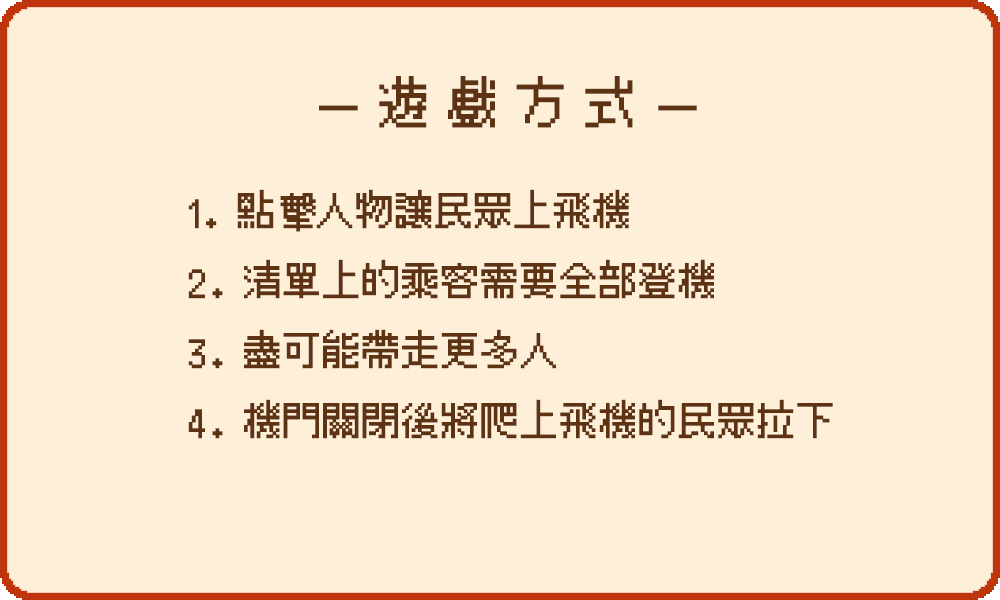 — 遊戲方式 —
1. 點擊人物讓民眾上飛機
2. 清單上的乘客需要全部登機
3. 盡可能帶走更多人
4. 機門關閉後將爬上飛機的民眾拉下